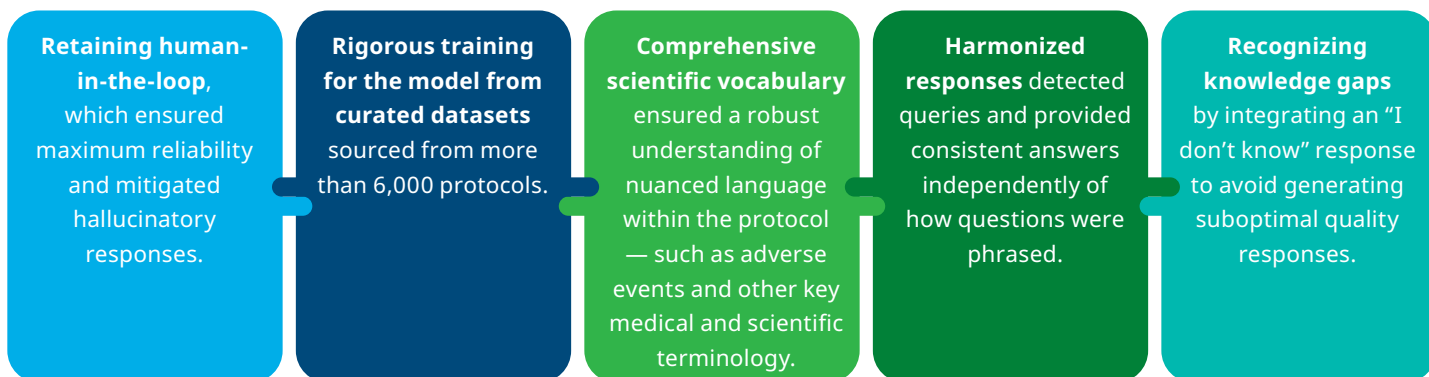 Retaining human-
in-the-loop,
which ensured
maximum reliability
and mitigated
hallucinatory
responses.
Rigorous training
for the model from
curated datasets
sourced from more
than 6,000 protocols.
Comprehensive
scientific vocabulary
ensured a robust
understanding of
nuanced language
within the protocol
— such as adverse
events and other key
medical and scientific
terminology.
Harmonized
responses detected
queries and provided
consistent answers
independently of
how questions were
phrased.
Recognizing
knowledge gaps
by integrating an “I
don’t know” response
to avoid generating
suboptimal quality
responses.